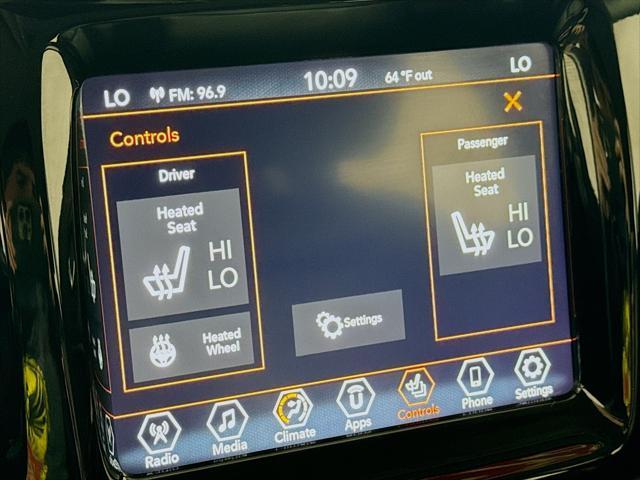 LO FM: 96.9 10:09 64 °F out LO
Controls
Driver
Heated
Seat
HI
LO
Heated
Wheel
Settings
Passenger
Heated
Seat
HI
LO
Radio Media Climate Apps Controls Phone Settings